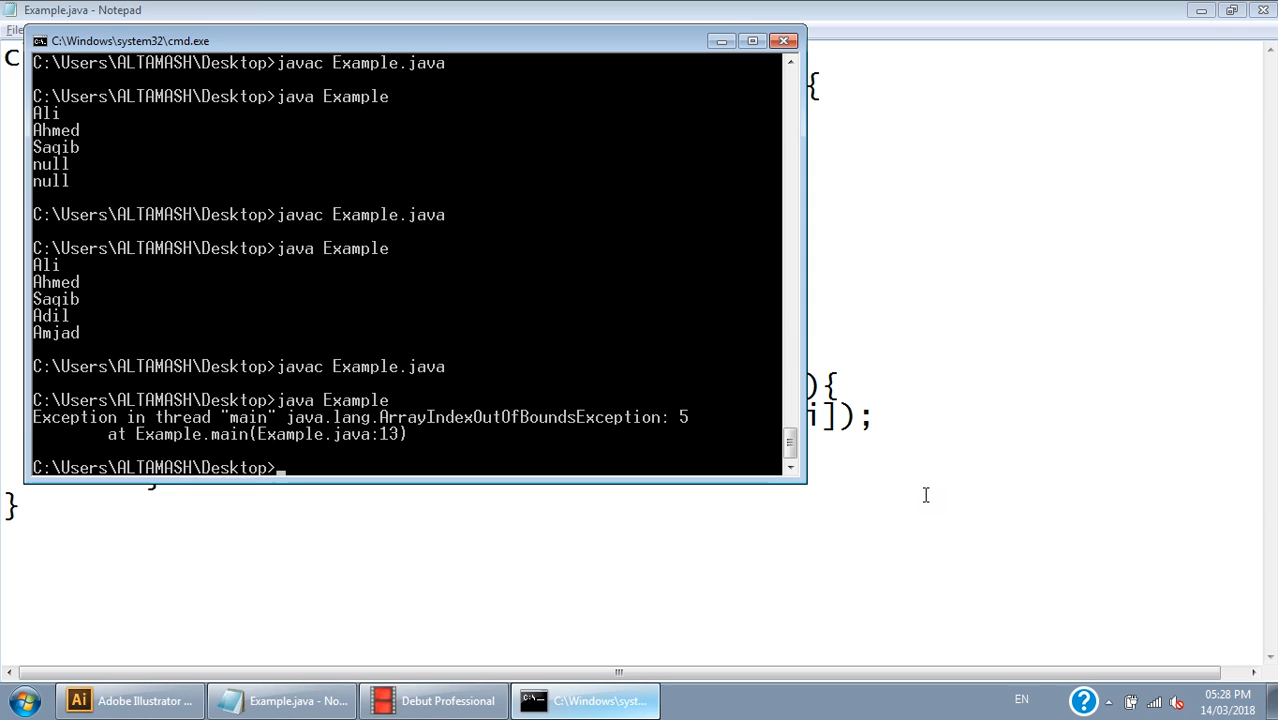 Example.java - Notepad
File
C:\Windows\system32\cmd.exe
C
{
C:\Users\ALTAMASH\Desktop>javac Example.java
C:\Users\ALTAMASH\Desktop>java Example
Ali
Ahmed
Saqib
null
null
C:\Users\ALTAMASH\Desktop>javac Example.java
C:\Users\ALTAMASH\Desktop>java Example
Ali
Ahmed
Saqib
Adil
Amjad
C:\Users\ALTAMASH\Desktop>javac Example.java
){
C:\Users\ALTAMASH\Desktop>java Example
Exception in thread "main" java.lang.ArrayIndexOutOfBoundsException: 5
i]);
at Example.main(Example.java:13)
C:\Users\ALTAMASH\Desktop>_
}
}
Ai Adobe Illustrator ...
Example.java - No...
Debut Professional
C:\Windows\syst...
EN
05:28 PM
14/03/2018